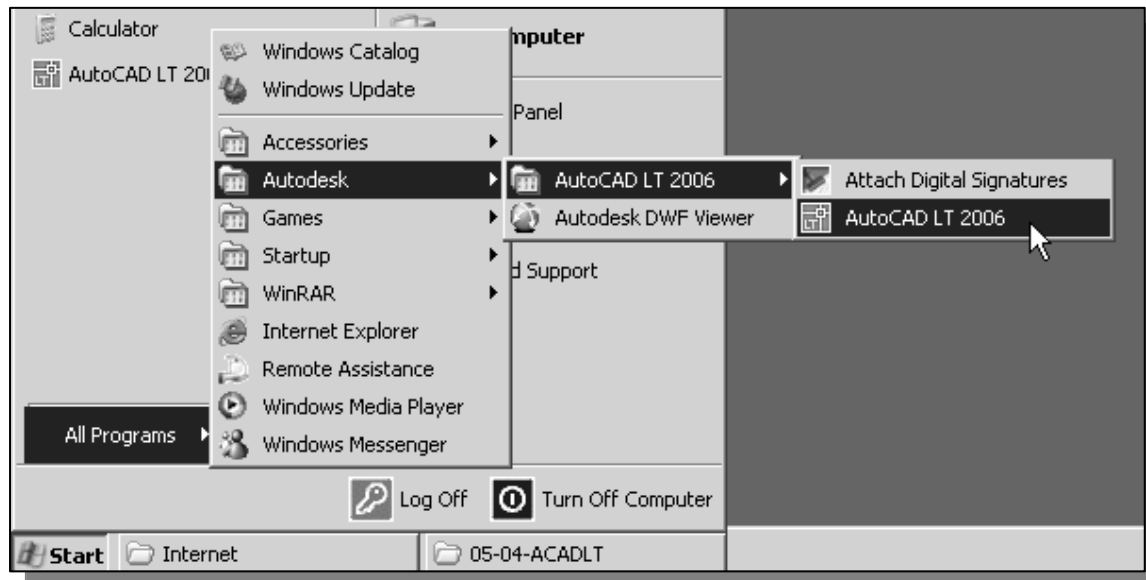 Calculator
AutoCAD LT
Windows Catalog
Windows Update
Accessories
Autodesk
Games
Startup
WinRAR
Internet Explorer
Remote Assistance
Windows Media Player
Windows Messenger
All Programs
Panel
Support
AutoCAD LT 2006
Autodesk DWF Viewer
Attach Digital Signatures
AutoCAD LT 2006
Log Off
Turn Off Computer
Start
Internet
05-04-ACADLT